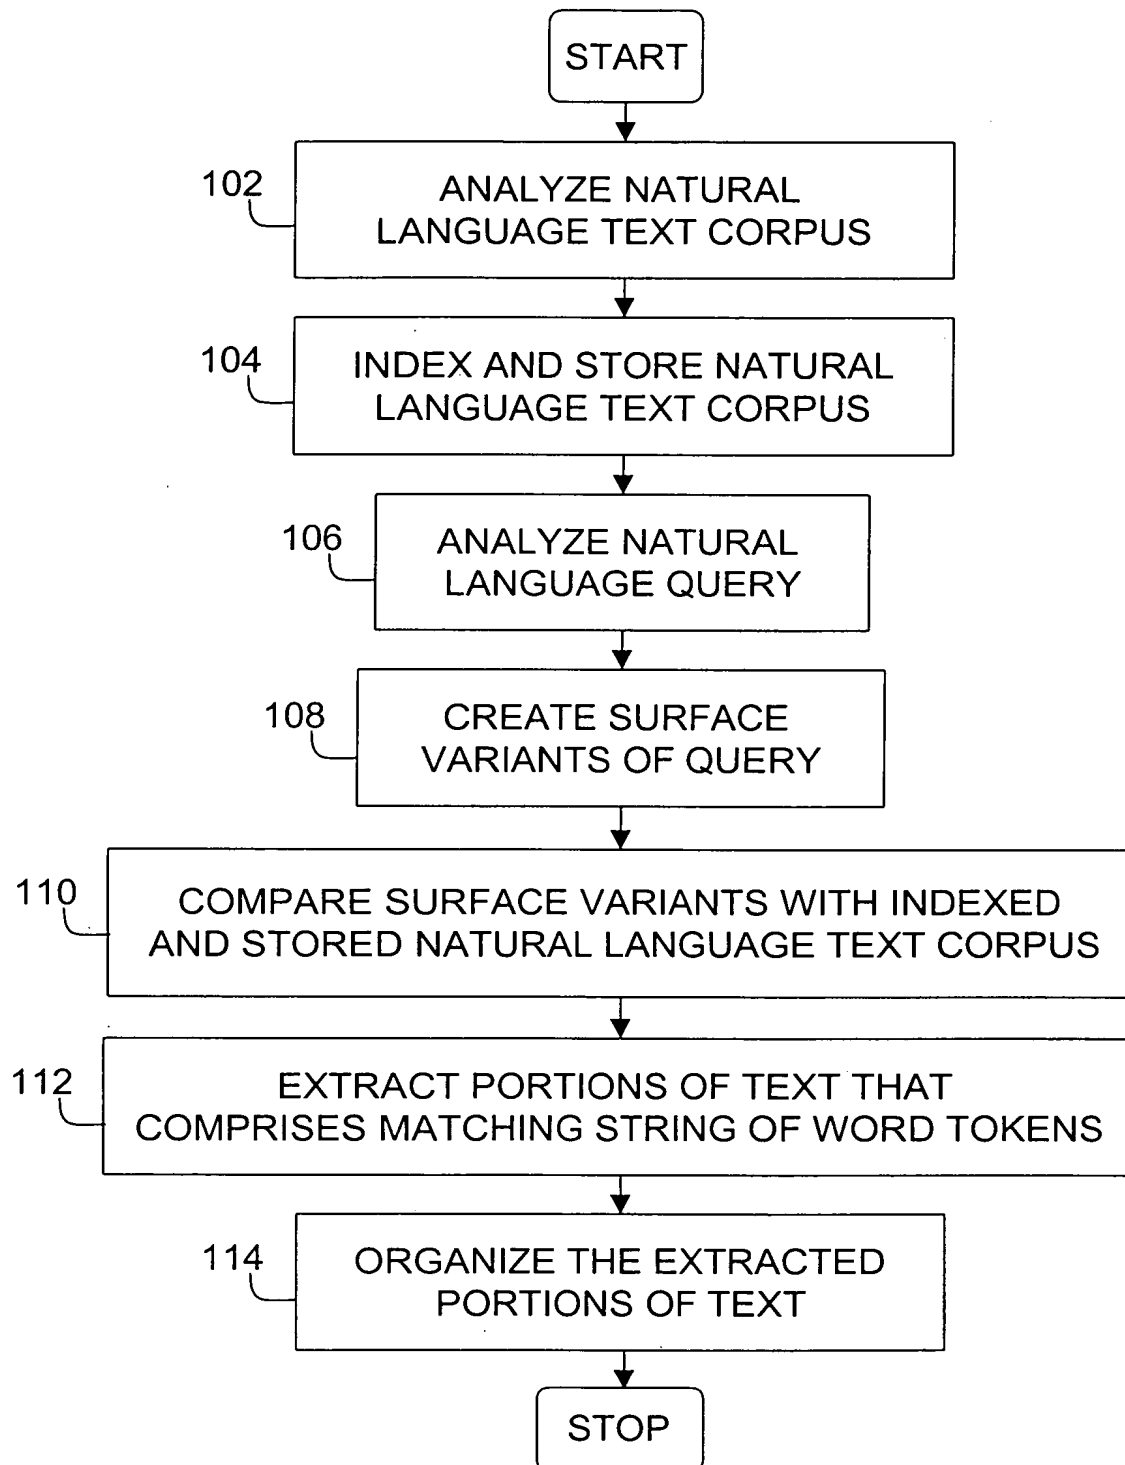 START
102
ANALYZE NATURAL
LANGUAGE TEXT CORPUS
104
INDEX AND STORE NATURAL
LANGUAGE TEXT CORPUS
106
ANALYZE NATURAL
LANGUAGE QUERY
108
CREATE SURFACE
VARIANTS OF QUERY
110
COMPARE SURFACE VARIANTS WITH INDEXED
AND STORED NATURAL LANGUAGE TEXT CORPUS
112
EXTRACT PORTIONS OF TEXT THAT
COMPRISES MATCHING STRING OF WORD TOKENS
114
ORGANIZE THE EXTRACTED
PORTIONS OF TEXT
STOP